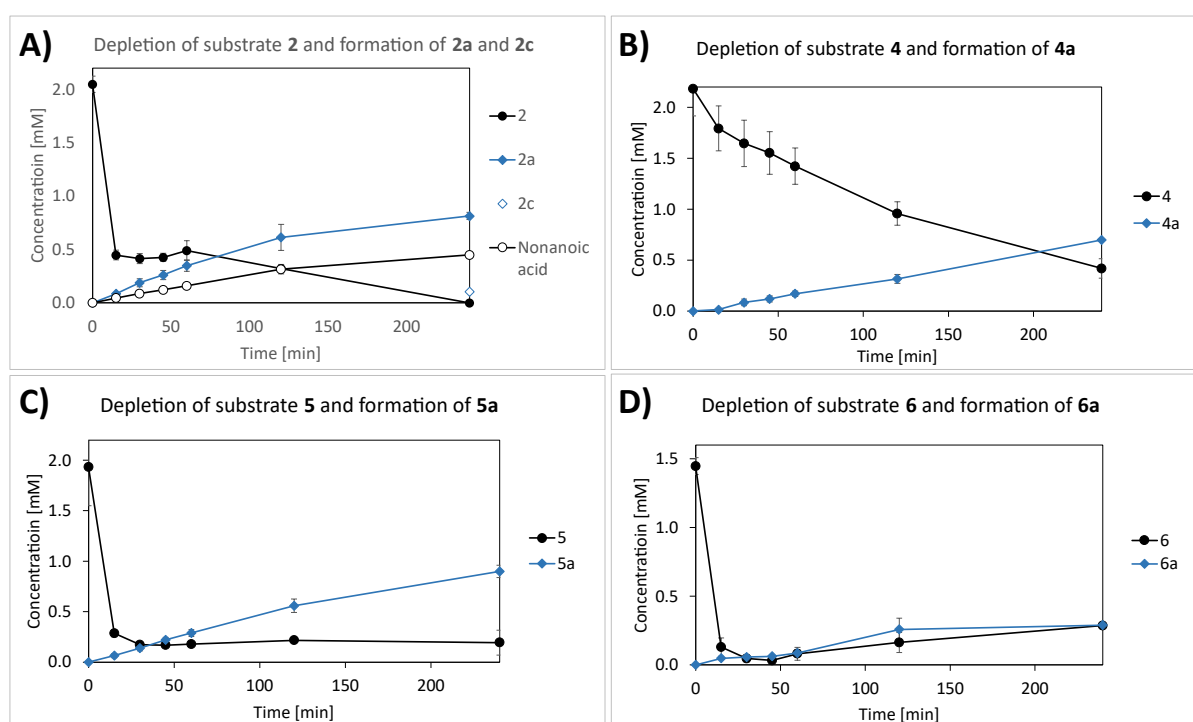 A)
Depletion of substrate 2 and formation of 2a and 2c
Concentratioin [mM]
2.0
1.5
1.0
0.5
0.0
0 50 100 150 200
Time [min]
2
2a
2c
Nonanoic
acid
B)
Depletion of substrate 4 and formation of 4a
Concentratioin [mM]
2.0
1.5
1.0
0.5
0.0
0 50 100 150 200
Time [min]
4
4a
C)
Depletion of substrate 5 and formation of 5a
Concentratioin [mM]
2.0
1.5
1.0
0.5
0.0
0 50 100 150 200
Time [min]
5
5a
D)
Depletion of substrate 6 and formation of 6a
Concentratioin [mM]
1.5
1.0
0.5
0.0
0 50 100 150 200
Time [min]
6
6a